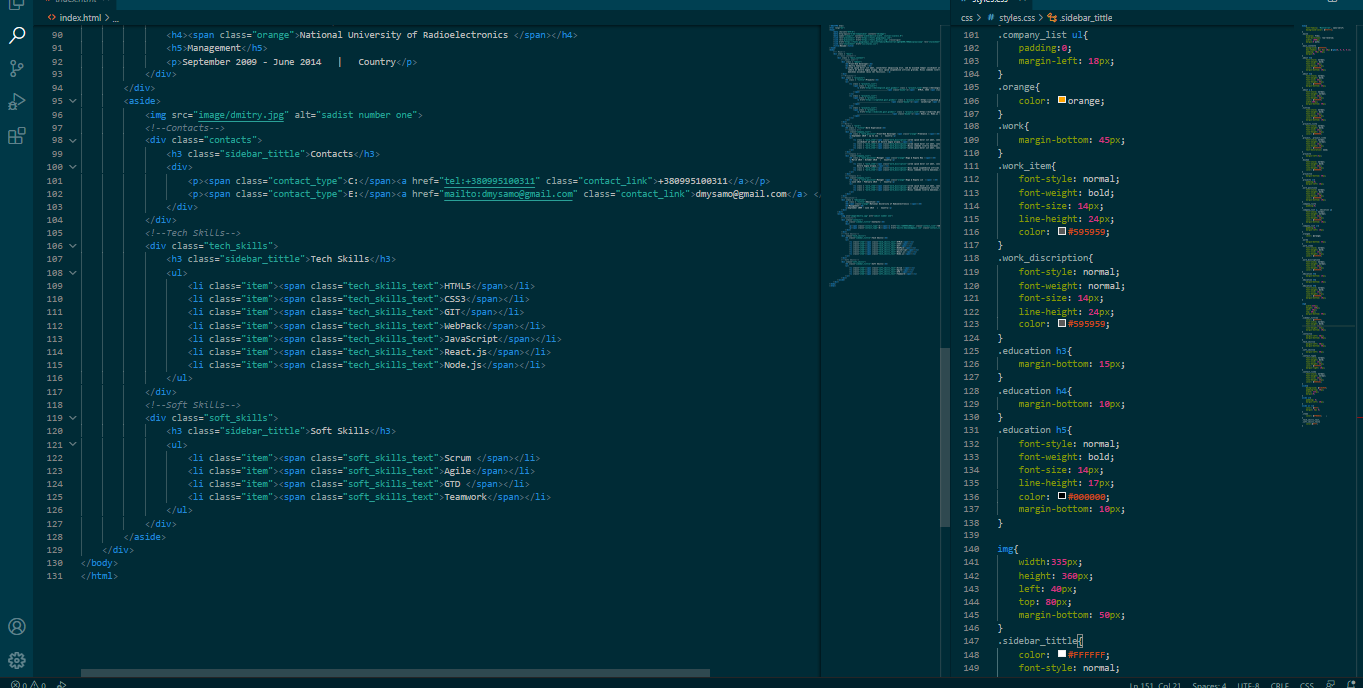 index.html > ...
90 <h4><span class="orange">National University of Radioelectronics </span></h4>
91 <h5>Management</h5>
92 <p>September 2009 - June 2014 | Country</p>
93 </div>
94 </div>
95 <aside>
96 <img src="image/dmitry.jpg" alt="sadist number one">
97 <!--Contacts-->
98 <div class="contacts">
99 <h3 class="sidebar_tittle">Contacts</h3>
100 <div>
101 <p><span class="contact_type">C:</span><a href="tel:+380995100311" class="contact_link">+380995100311</a></p>
102 <p><span class="contact_type">E:</span><a href="mailto:dmysamo@gmail.com" class="contact_link">dmysamo@gmail.com</a> <
103 </div>
104 </div>
105 <!--Tech Skills-->
106 <div class="tech_skills">
107 <h3 class="sidebar_tittle">Tech Skills</h3>
108 <ul>
109 <li class="item"><span class="tech_skills_text">HTML5</span></li>
110 <li class="item"><span class="tech_skills_text">CSS3</span></li>
111 <li class="item"><span class="tech_skills_text">GIT</span></li>
112 <li class="item"><span class="tech_skills_text">WebPack</span></li>
113 <li class="item"><span class="tech_skills_text">JavaScript</span></li>
114 <li class="item"><span class="tech_skills_text">React.js</span></li>
115 <li class="item"><span class="tech_skills_text">Node.js</span></li>
116 </ul>
117 </div>
118 <!--Soft Skills-->
119 <div class="soft_skills">
120 <h3 class="sidebar_tittle">Soft Skills</h3>
121 <ul>
122 <li class="item"><span class="soft_skills_text">Scrum </span></li>
123 <li class="item"><span class="soft_skills_text">Agile</span></li>
124 <li class="item"><span class="soft_skills_text">GTD </span></li>
125 <li class="item"><span class="soft_skills_text">Teamwork</span></li>
126 </ul>
127 </div>
128 </aside>
129 </div>
130 </body>
131 </html>
styles.css
css > # styles.css > .sidebar_tittle
101 .company_list ul{
102 padding:0;
103 margin-left: 18px;
104 }
105 .orange{
106 color: orange;
107 }
108 .work{
109 margin-bottom: 45px;
110 }
111 .work_item{
112 font-style: normal;
113 font-weight: bold;
114 font-size: 14px;
115 line-height: 24px;
116 color: #595959;
117 }
118 .work_discription{
119 font-style: normal;
120 font-weight: normal;
121 font-size: 14px;
122 line-height: 24px;
123 color: #595959;
124 }
125 .education h3{
126 margin-bottom: 15px;
127 }
128 .education h4{
129 margin-bottom: 10px;
130 }
131 .education h5{
132 font-style: normal;
133 font-weight: bold;
134 font-size: 14px;
135 line-height: 17px;
136 color: #000000;
137 margin-bottom: 10px;
138 }
139
140 img{
141 width:335px;
142 height: 360px;
143 left: 40px;
144 top: 80px;
145 margin-bottom: 50px;
146 }
147 .sidebar_tittle{
148 color: #FFFFFF;
149 font-style: normal;
0 0
Ln 151, Col 21 Spaces: 4 UTF-8 CRLF CSS